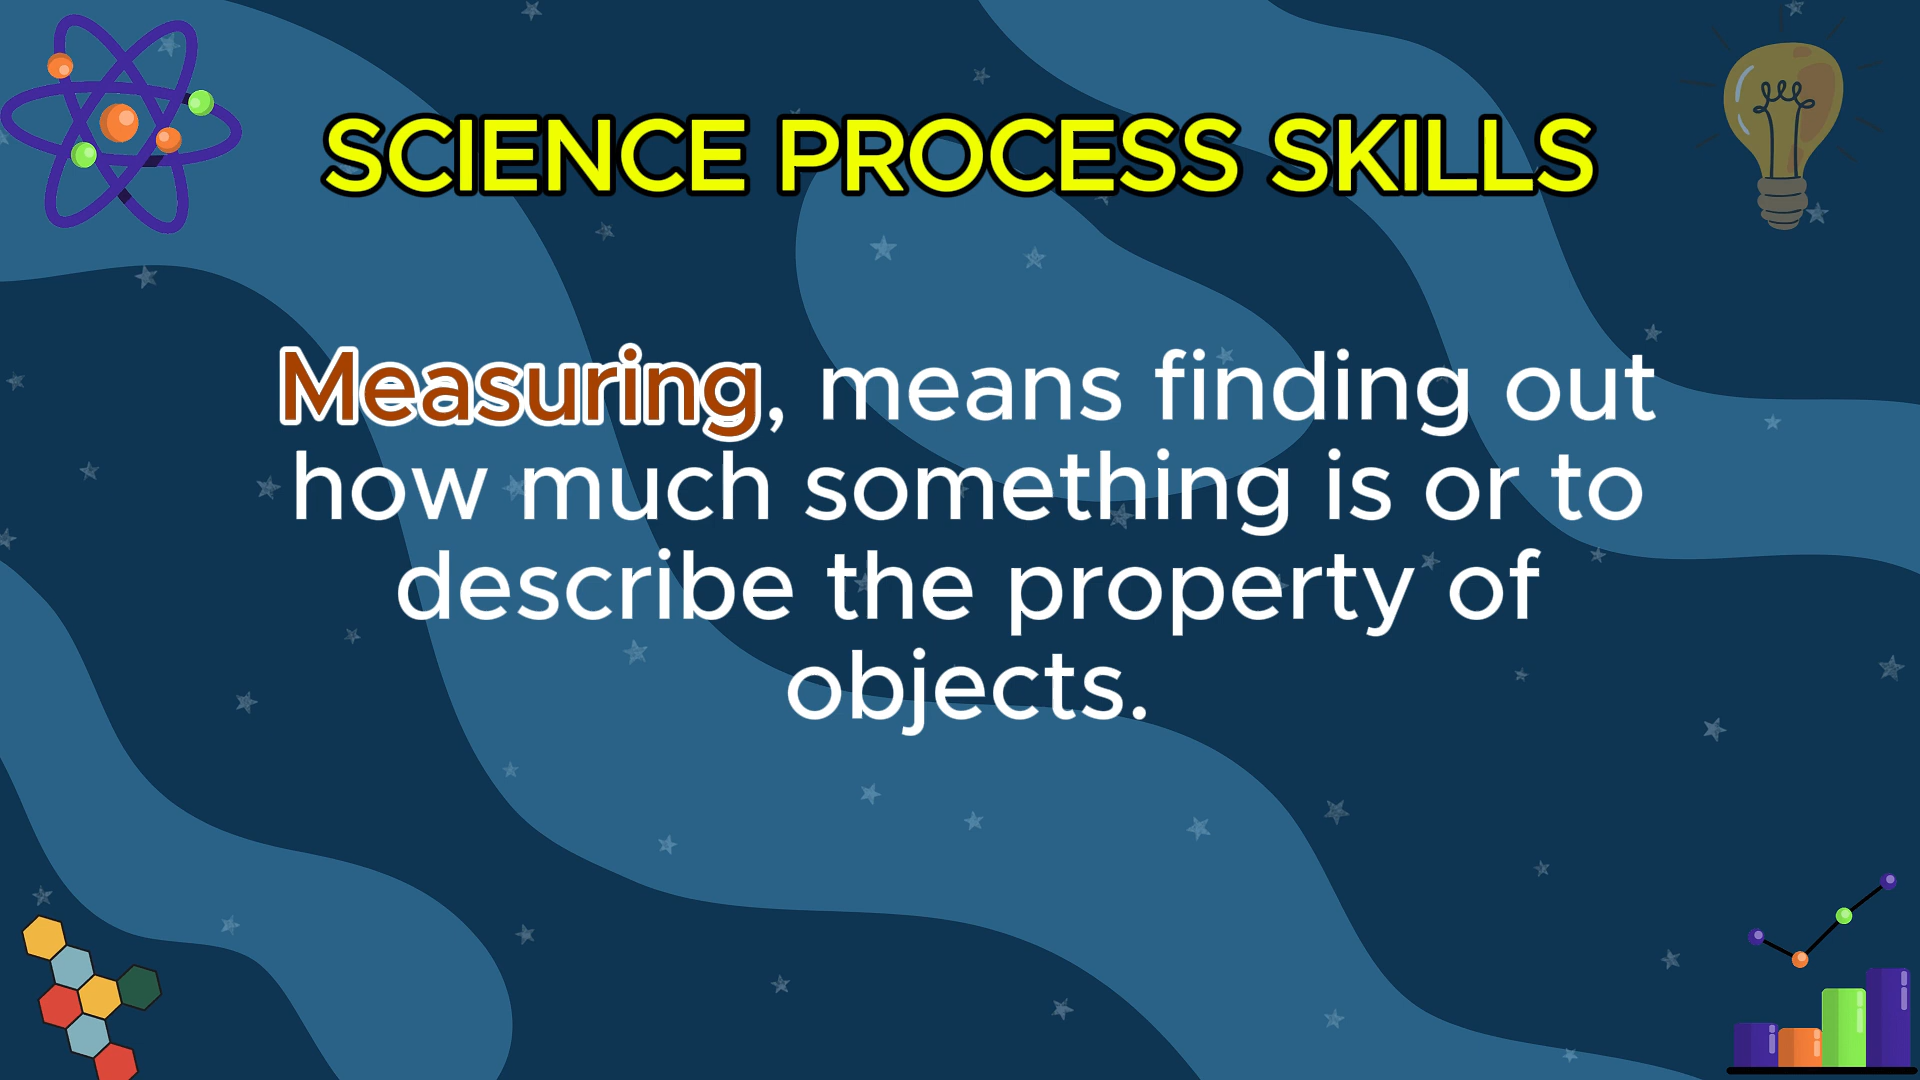 SCIENCE PROCESS SKILLS
Measuring, means finding out
how much something is or to
describe the property of
objects.